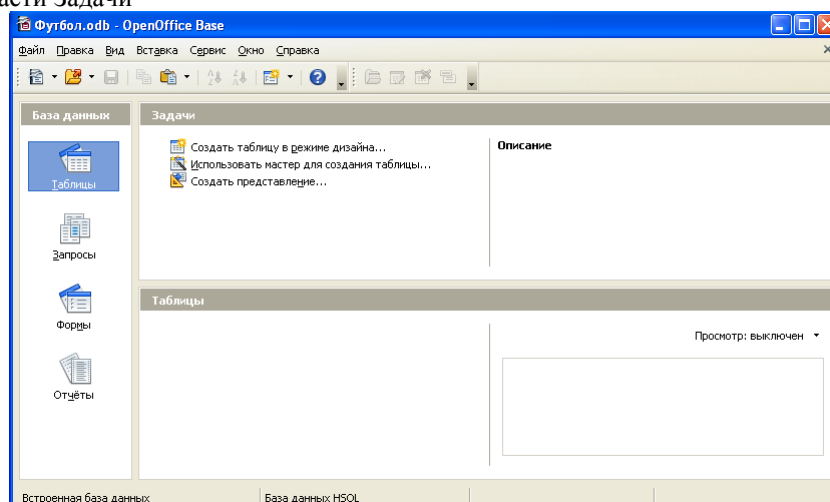 асти Задачи
Футбол.odb - OpenOffice Base
Файл Правка Вид Вставка Сервис Окно Справка
База данных
Задачи
Создать таблицу в режиме дизайна...
Использовать мастер для создания таблицы...
Создать представление...
Описание
Таблицы
Запросы
Формы
Отчёты
Таблицы
Просмотр: выключен
Встроенная база данных
База данных HSQL